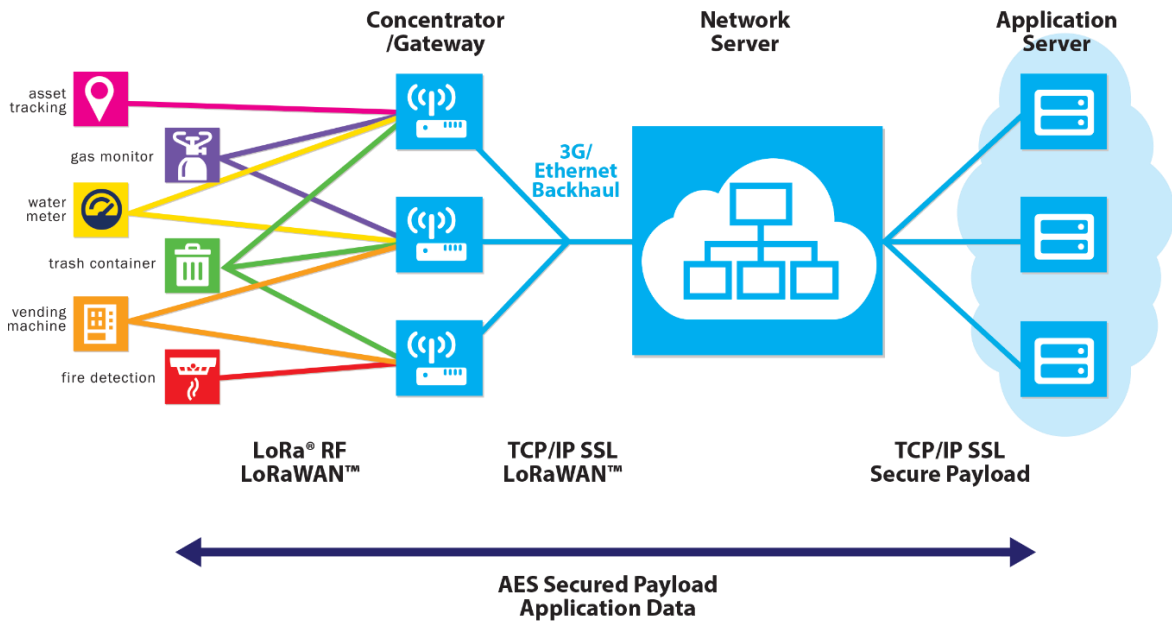 Concentrator
/Gateway
Network
Server
Application
Server
asset
tracking
gas monitor
water
meter
trash container
vending
machine
fire detection
3G/
Ethernet
Backhaul
LoRa® RF
LoRaWAN™
TCP/IP SSL
LoRaWAN™
TCP/IP SSL
Secure Payload
AES Secured Payload
Application Data